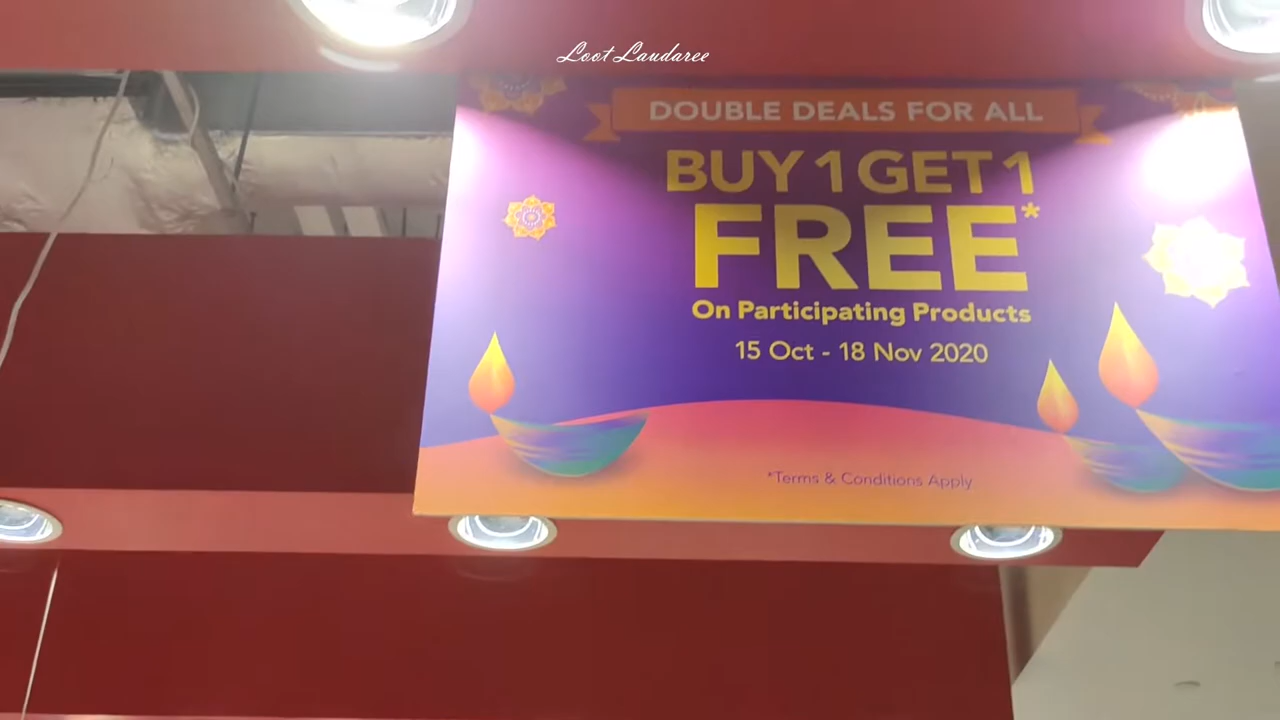 Loot Laudaree
DOUBLE DEALS FOR ALL
BUY 1 GET 1
FREE*
On Participating Products
15 Oct - 18 Nov 2020
*Terms & Conditions Apply